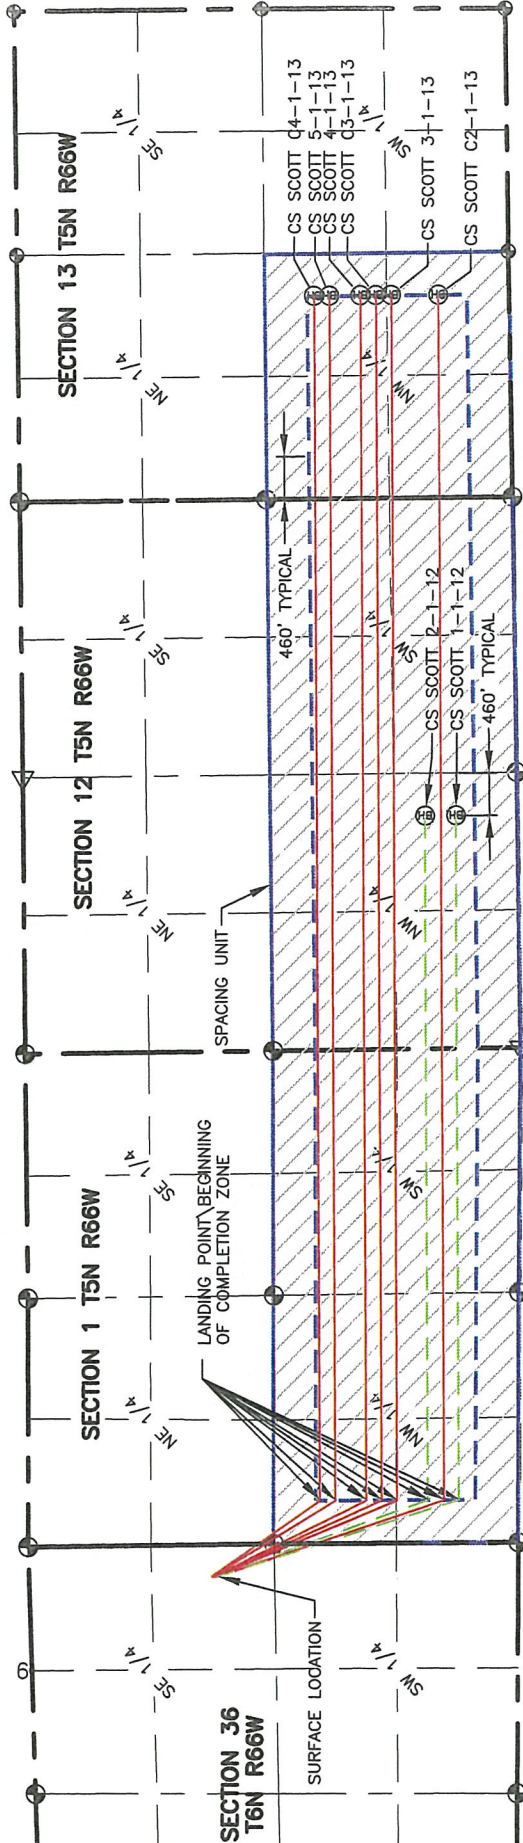 SECTION 13 T5N R66W
SE 1/4
NE 1/4
SW 1/4
NW 1/4
CS SCOTT C4-1-13
CS SCOTT 5-1-13
CS SCOTT 4-1-13
CS SCOTT C3-1-13
CS SCOTT 3-1-13
CS SCOTT C2-1-13
460' TYPICAL
SECTION 12 T5N R66W
SE 1/4
NE 1/4
SW 1/4
NW 1/4
CS SCOTT 2-1-12
CS SCOTT 1-1-12
460' TYPICAL
SPACING UNIT
SECTION 1 T5N R66W
SE 1/4
NE 1/4
SW 1/4
NW 1/4
LANDING POINT\BEGINNING
OF COMPLETION ZONE
SURFACE LOCATION
6
SECTION 36
T6N R66W
SE 1/4
SW 1/4